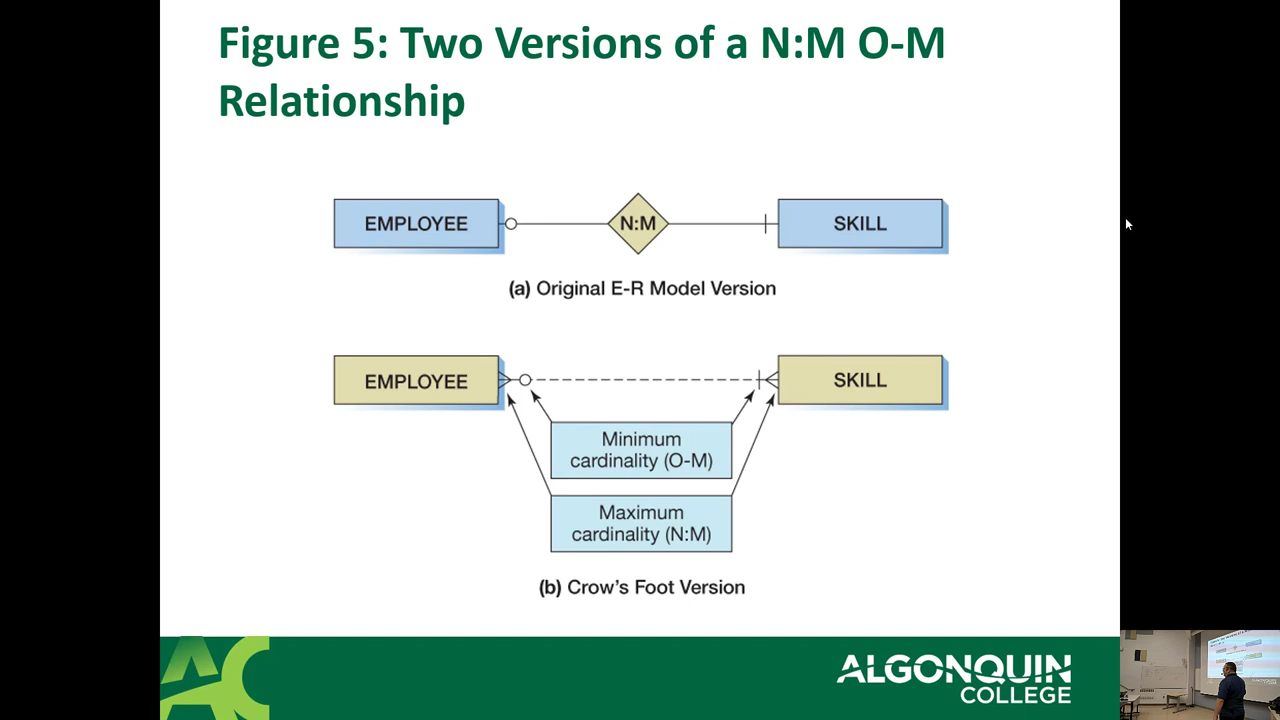 Figure 5: Two Versions of a N:M O-M
Relationship
EMPLOYEE
N:M
SKILL
(a) Original E-R Model Version
EMPLOYEE
SKILL
Minimum
cardinality (O-M)
Maximum
cardinality (N:M)
(b) Crow’s Foot Version
AC
ALGONQUIN
COLLEGE